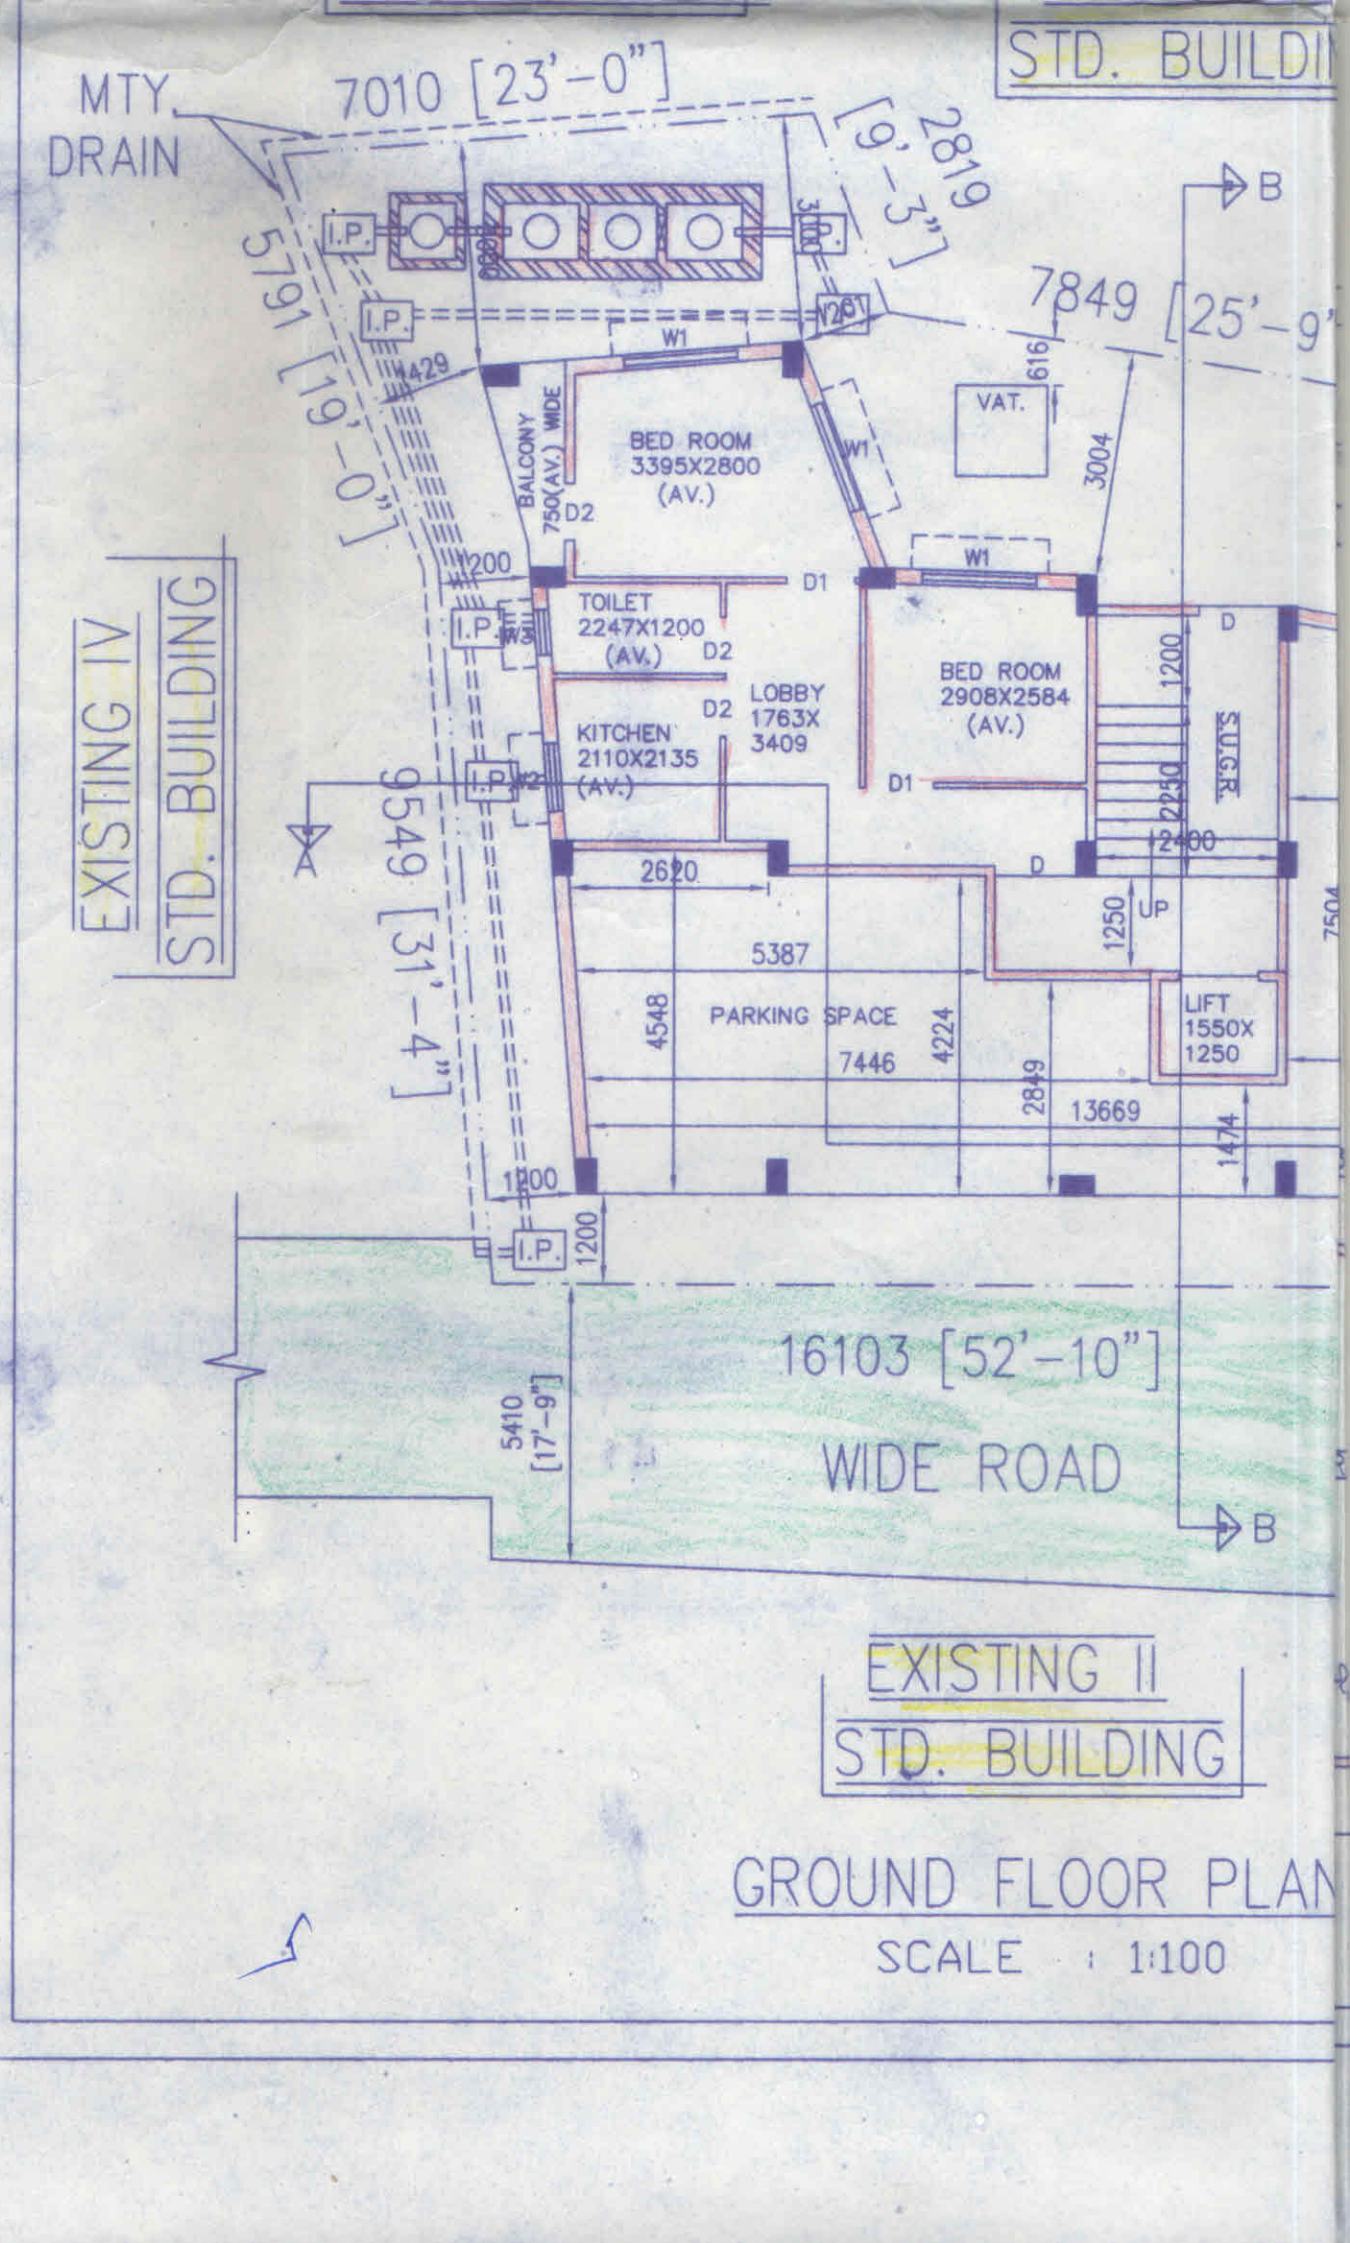 STD. BUILDIN
MTY.
DRAIN
7010 [23'-0"]
2819
[9'-3"]
B
I.P.
3000
I.P.
5791 [19'-0"]
7849 [25'-9'
W1
616
1429
BALCONY
750(AV.) WIDE
BED ROOM
3395X2800
(AV.)
W1
VAT.
3004
D2
1200
W1
D1
TOILET
2247X1200
(AV.)
I.P.
W3
D2
D
1200
EXISTING IV
STD. BUILDING
LOBBY
1763X
3409
BED ROOM
2908X2584
(AV.)
D2
S.U.G.R.
KITCHEN
2110X2135
(AV.)
I.P.
D1
2250
A
2400
2620
D
9549 [31'-4"]
1250
UP
7504
5387
PARKING SPACE
4548
4224
LIFT
1550X
1250
7446
2849
13669
1474
1200
1200
I.P.
16103 [52'-10"]
5410
[17'-9"]
WIDE ROAD
B
EXISTING II
STD. BUILDING
GROUND FLOOR PLAN
SCALE : 1:100